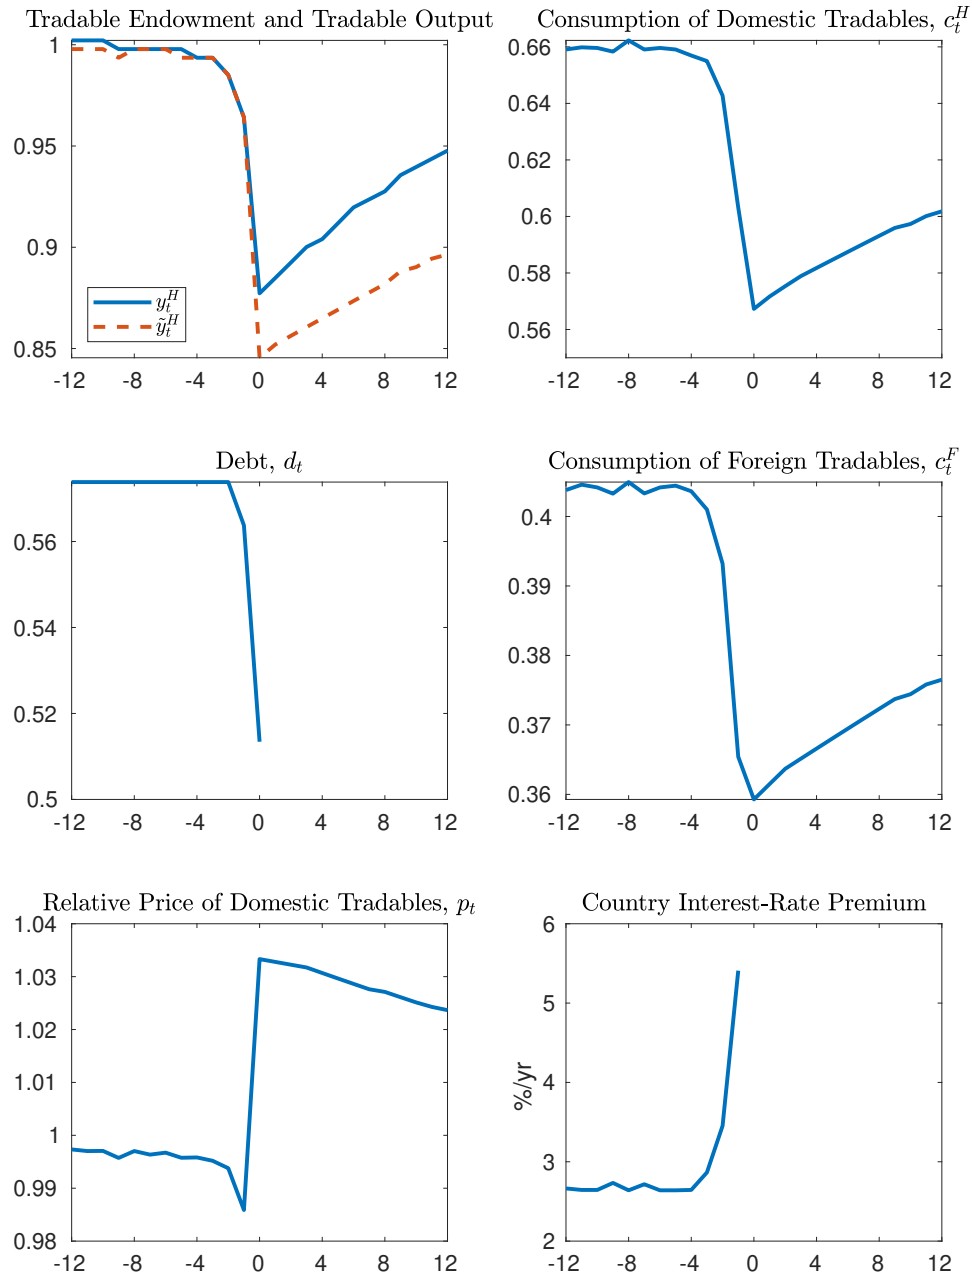 Tradable Endowment and Tradable Output
1
0.95
0.9
0.85
y_t^H
ỹ_t^H
-12 -8 -4 0 4 8 12
Consumption of Domestic Tradables, c_t^H
0.66
0.64
0.62
0.6
0.58
0.56
-12 -8 -4 0 4 8 12
Debt, d_t
0.56
0.54
0.52
0.5
-12 -8 -4 0 4 8 12
Consumption of Foreign Tradables, c_t^F
0.4
0.39
0.38
0.37
0.36
-12 -8 -4 0 4 8 12
Relative Price of Domestic Tradables, p_t
1.04
1.03
1.02
1.01
1
0.99
0.98
-12 -8 -4 0 4 8 12
Country Interest-Rate Premium
%/yr
6
5
4
3
2
-12 -8 -4 0 4 8 12